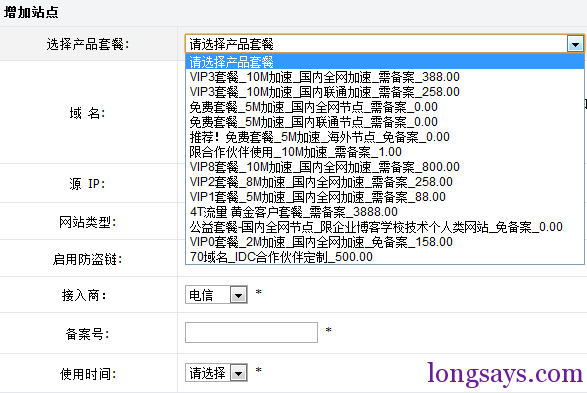 增加站点
选择产品套餐: 请选择产品套餐
请选择产品套餐
VIP3套餐_10M加速_国内全网加速_需备案_388.00
VIP3套餐_10M加速_国内联通加速_需备案_258.00
免费套餐_5M加速_国内全网节点_需备案_0.00
免费套餐_5M加速_国内联通节点_需备案_0.00
推荐！免费套餐_5M加速_海外节点_免备案_0.00
限合作伙伴使用_10M加速_需备案_1.00
VIP8套餐_10M加速_国内全网加速_需备案_800.00
VIP2套餐_8M加速_国内全网加速_需备案_258.00
VIP1套餐_5M加速_国内全网加速_需备案_88.00
4T流量 黄金客户套餐_需备案_3888.00
公益套餐-国内全网节点_限企业博客学校技术个人类网站_免备案_0.00
VIP0套餐_2M加速_国内全网加速_免备案_158.00
70域名_IDC合作伙伴定制_500.00
域 名:
源 IP:
网站类型:
启用防盗链:
接入商: 电信 *
备案号: *
使用时间: 请选择 *
longsays.com